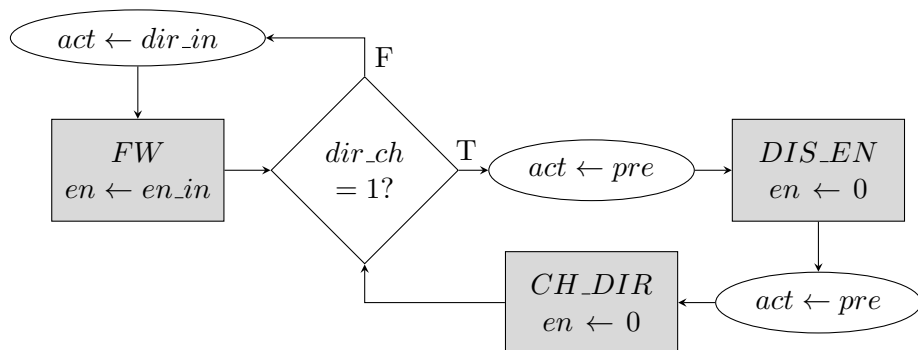 act ← dir_in
F
FW
en ← en_in
dir_ch
= 1?
T
act ← pre
DIS_EN
en ← 0
CH_DIR
en ← 0
act ← pre